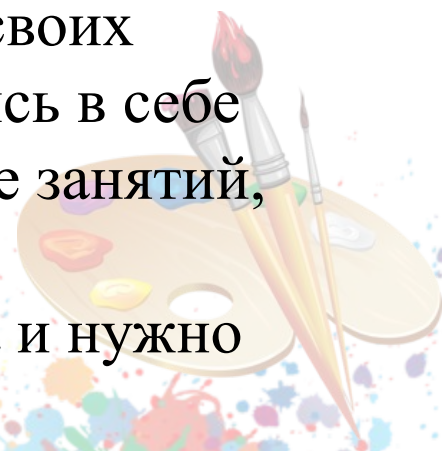 своих
сь в себе
е занятий,
и нужно